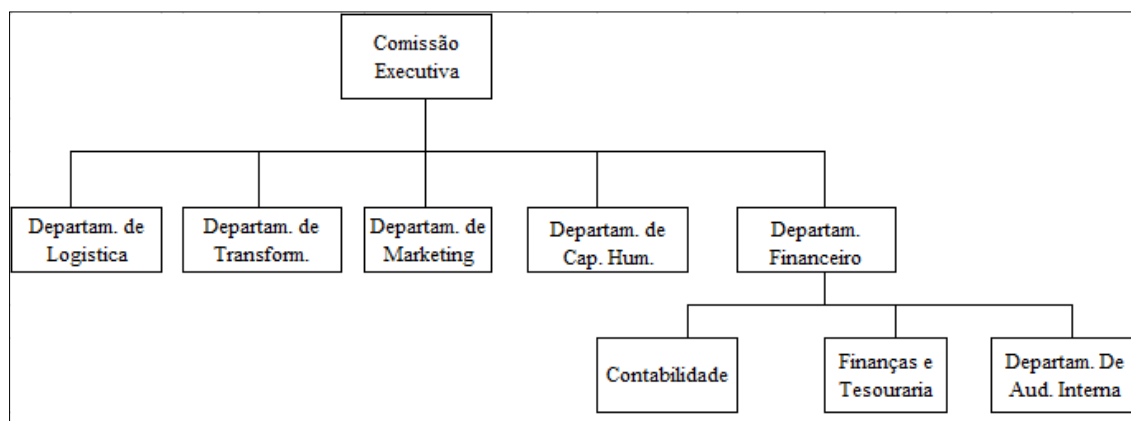 Comissão
Executiva
Departam. de
Logistica
Departam. de
Transform.
Departam. de
Marketing
Departam. de
Cap. Hum.
Departam.
Financeiro
Contabilidade
Finanças e
Tesouraria
Departam. De
Aud. Interna